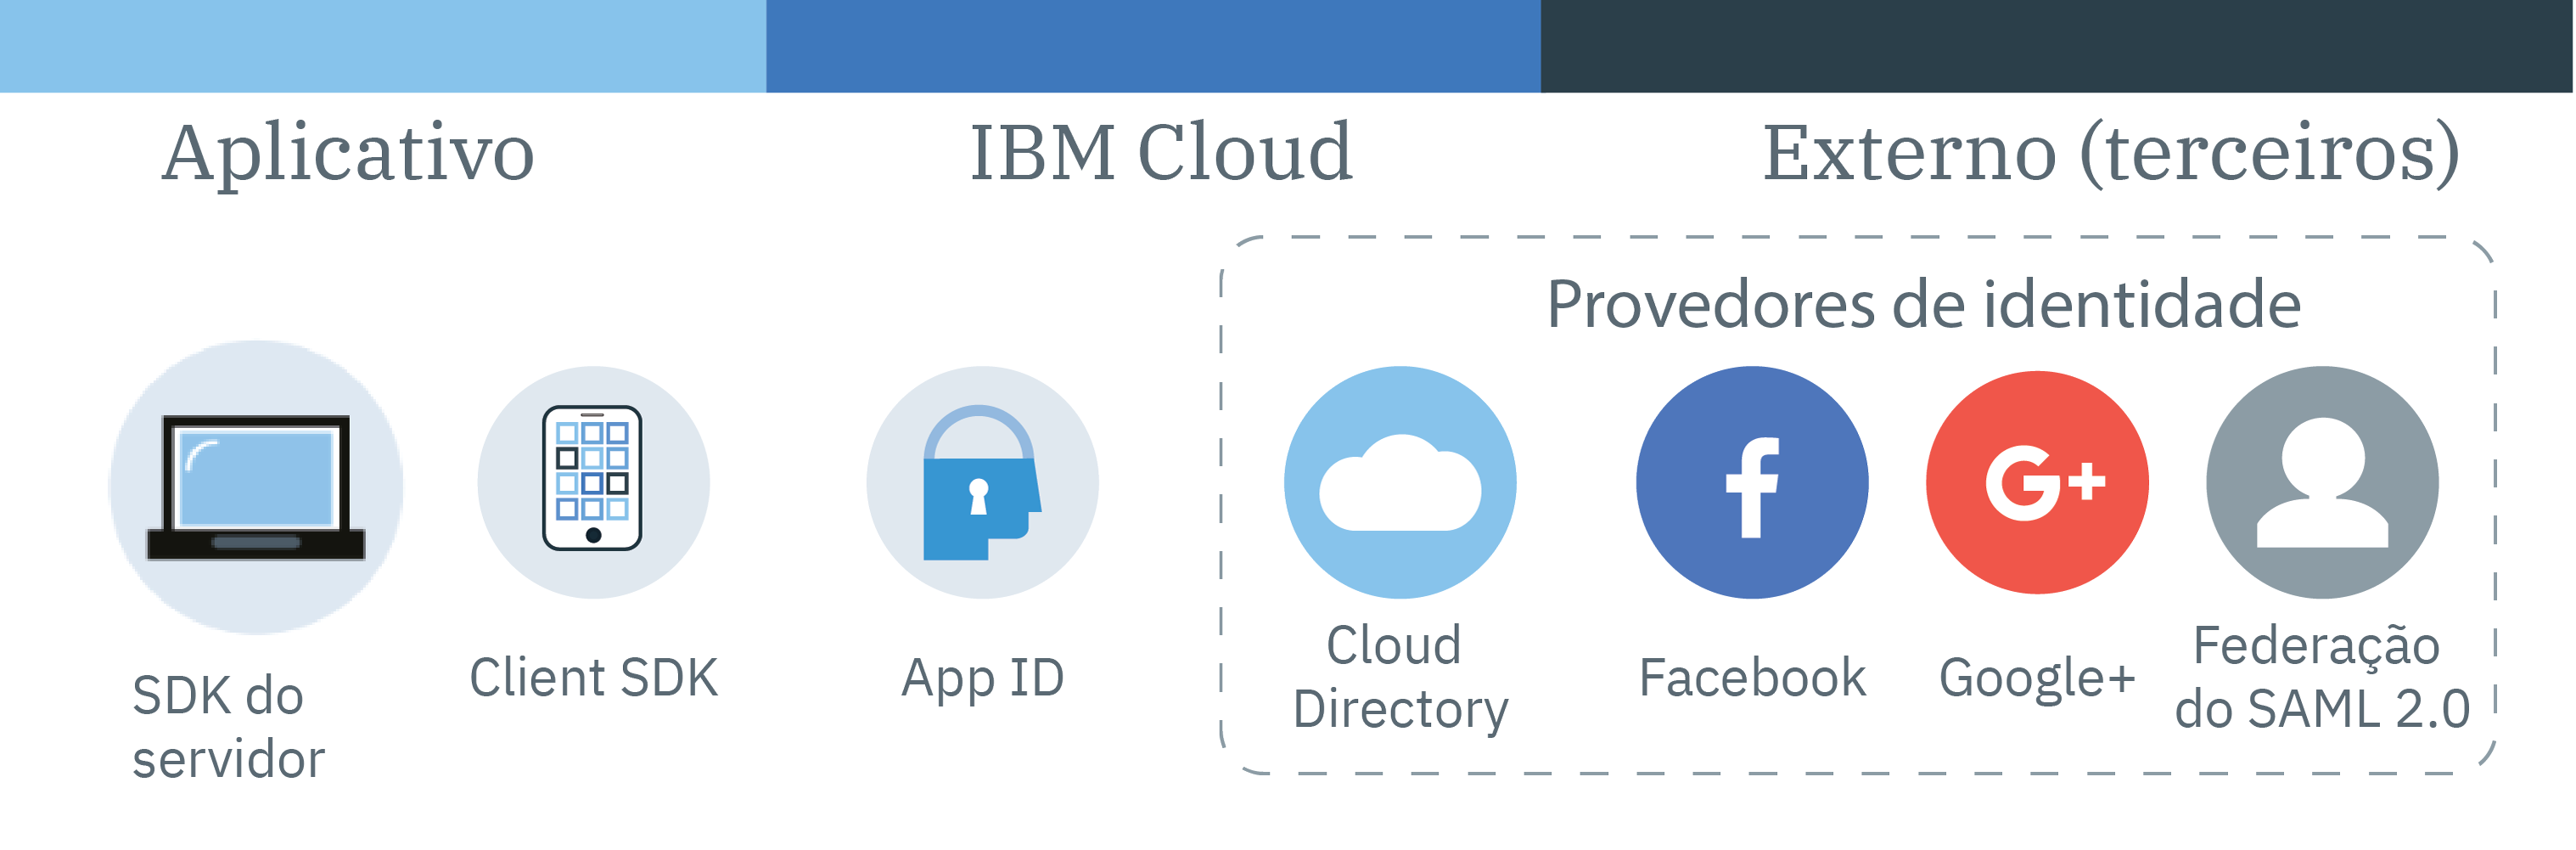 Aplicativo
IBM Cloud
Externo (terceiros)
Provedores de identidade
SDK do
servidor
Client SDK
App ID
Cloud
Directory
Facebook
G+
Google+
Federação
do SAML 2.0